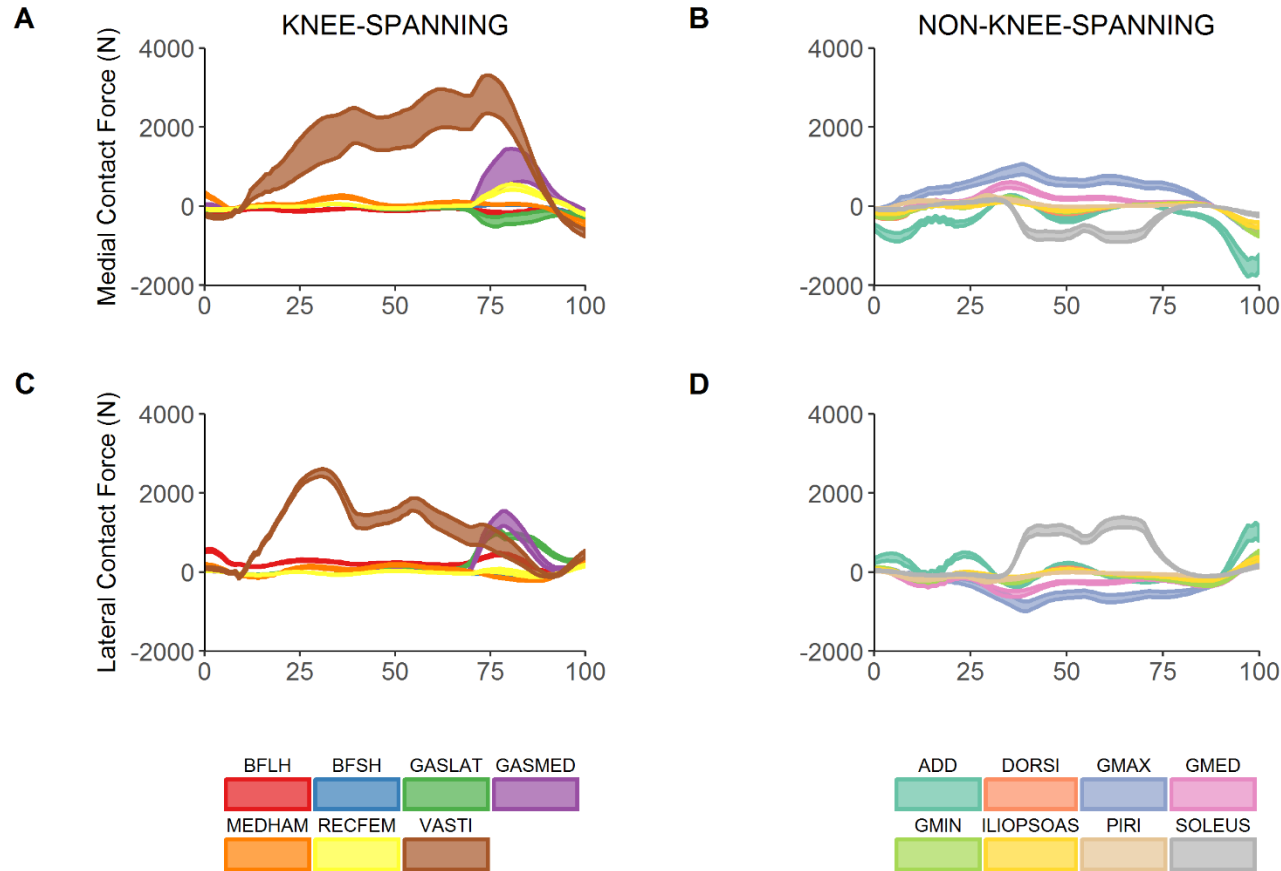 A KNEE-SPANNING B NON-KNEE-SPANNING
Medial Contact Force (N)
4000
2000
0
-2000
0 25 50 75 100
4000
2000
0
-2000
0 25 50 75 100
C D
Lateral Contact Force (N)
4000
2000
0
-2000
0 25 50 75 100
4000
2000
0
-2000
0 25 50 75 100
BFLH BFSH GASLAT GASMED
MEDHAM RECFEM VASTI
ADD DORSI GMAX GMED
GMIN ILIOPSOAS PIRI SOLEUS